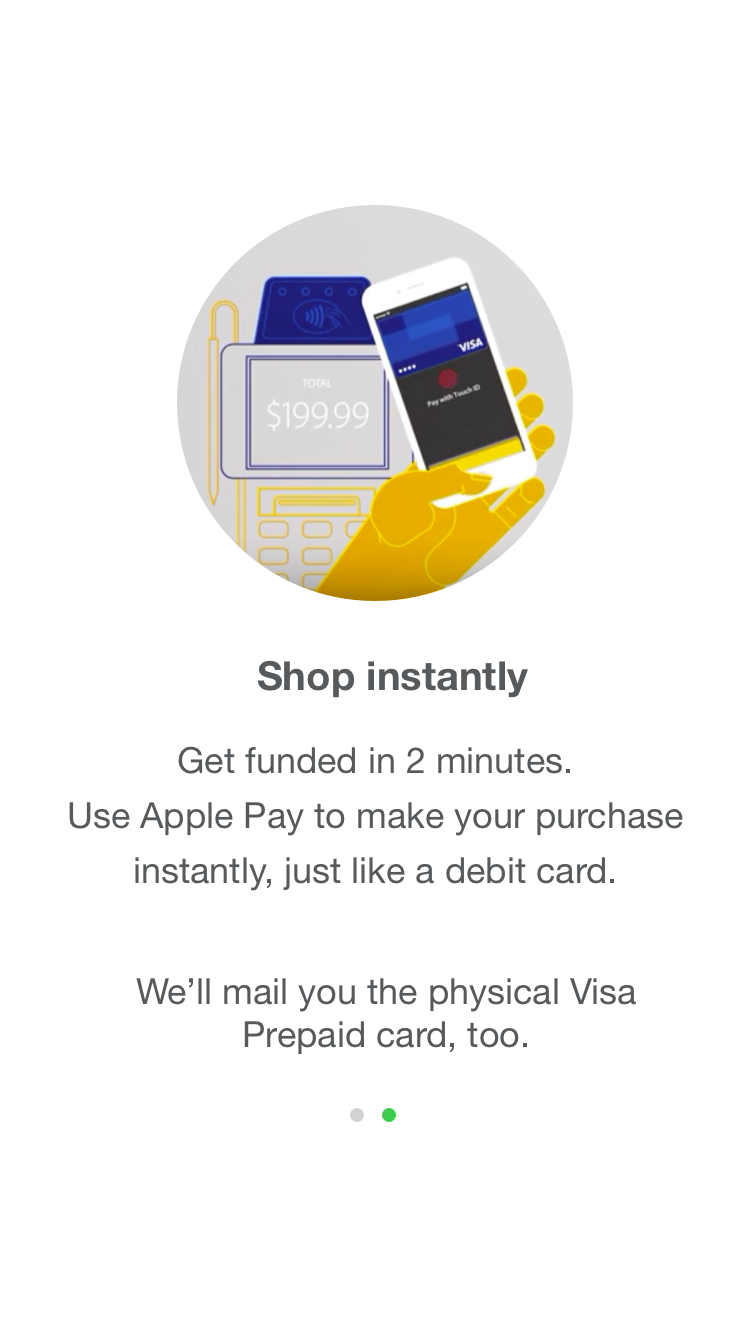 TOTAL
$199.99
VISA
Pay with Touch ID
Shop instantly
Get funded in 2 minutes.
Use Apple Pay to make your purchase
instantly, just like a debit card.
We’ll mail you the physical Visa
Prepaid card, too.